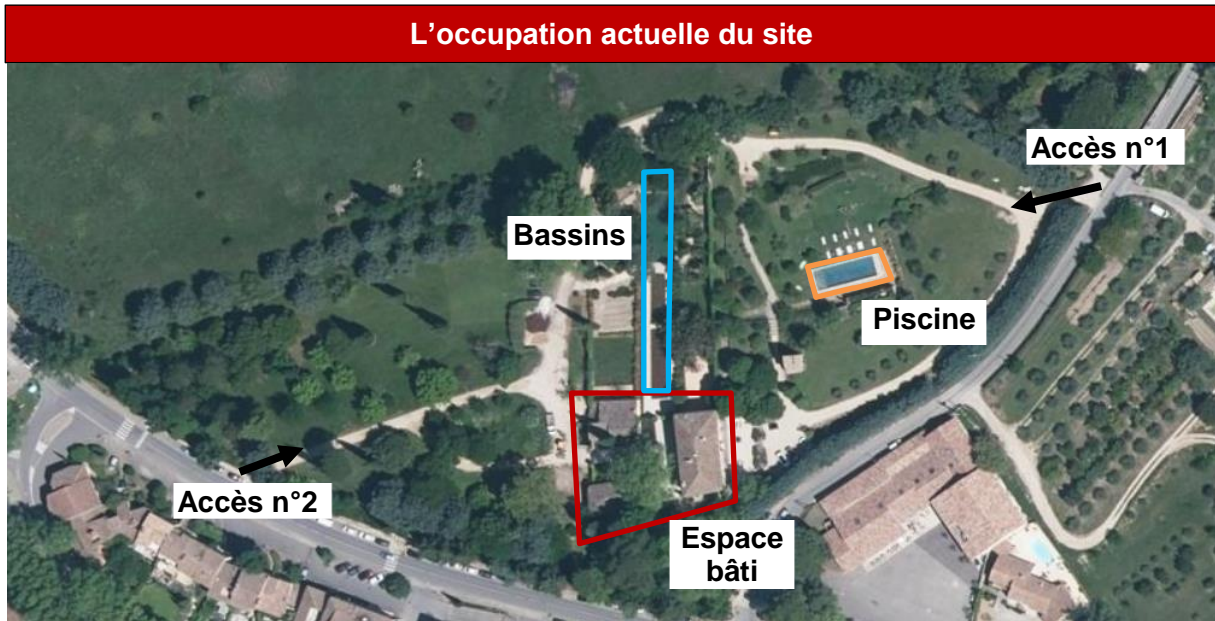 L'occupation actuelle du site
Accès n°1
Bassins
Piscine
Accès n°2
Espace
bâti